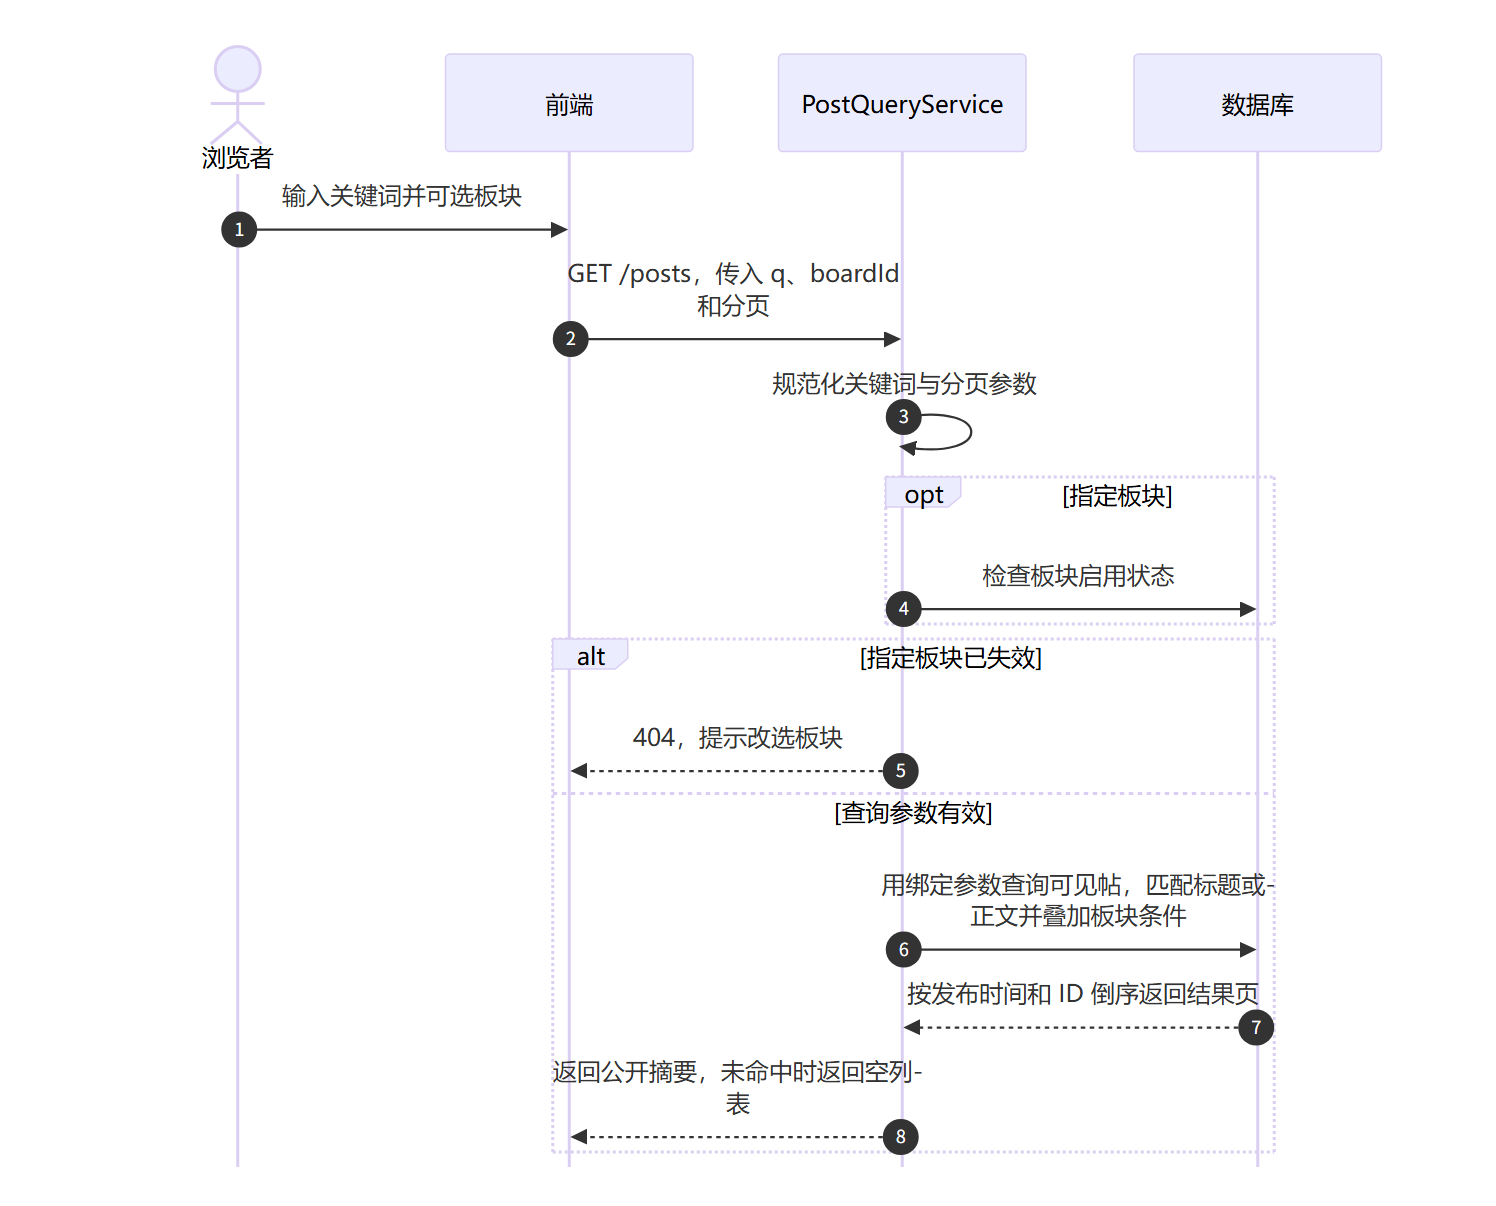 浏览者
前端
PostQueryService
数据库
输入关键词并可选板块
1
GET /posts，传入 q、boardId
和分页
2
规范化关键词与分页参数
3
opt
[指定板块]
检查板块启用状态
4
alt
[指定板块已失效]
404，提示改选板块
5
[查询参数有效]
用绑定参数查询可见帖，匹配标题或-
正文并叠加板块条件
6
按发布时间和 ID 倒序返回结果页
7
返回公开摘要，未命中时返回空列-
表
8